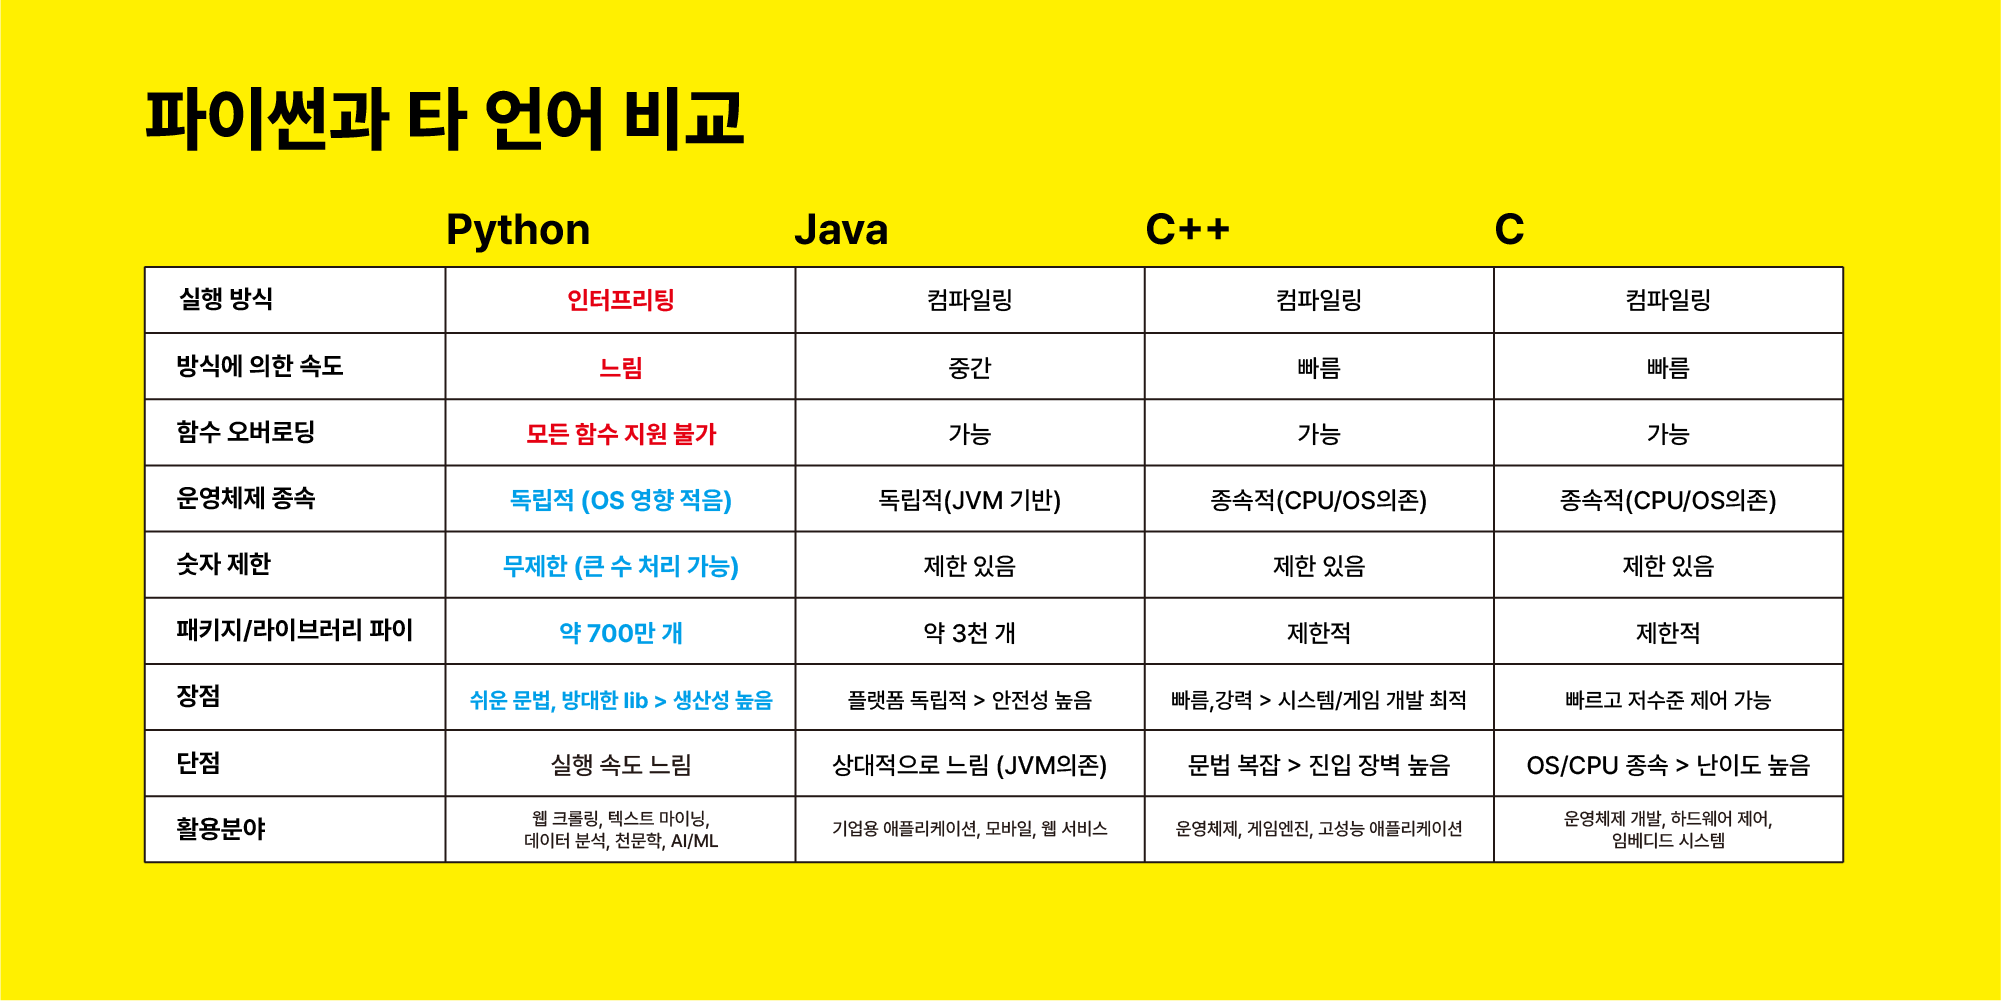 파이썬과 타 언어 비교
Python Java C++ C
실행 방식 인터프리팅 컴파일링 컴파일링 컴파일링
방식에 의한 속도 느림 중간 빠름 빠름
함수 오버로딩 모든 함수 지원 불가 가능 가능 가능
운영체제 종속 독립적 (OS 영향 적음) 독립적(JVM 기반) 종속적(CPU/OS의존) 종속적(CPU/OS의존)
숫자 제한 무제한 (큰 수 처리 가능) 제한 있음 제한 있음 제한 있음
패키지/라이브러리 파이 약 700만 개 약 3천 개 제한적 제한적
장점 쉬운 문법, 방대한 lib > 생산성 높음 플랫폼 독립적 > 안전성 높음 빠름,강력 > 시스템/게임 개발 최적 빠르고 저수준 제어 가능
단점 실행 속도 느림 상대적으로 느림 (JVM의존) 문법 복잡 > 진입 장벽 높음 OS/CPU 종속 > 난이도 높음
활용분야 웹 크롤링, 텍스트 마이닝,
데이터 분석, 천문학, AI/ML 기업용 애플리케이션, 모바일, 웹 서비스 운영체제, 게임엔진, 고성능 애플리케이션 운영체제 개발, 하드웨어 제어,
임베디드 시스템